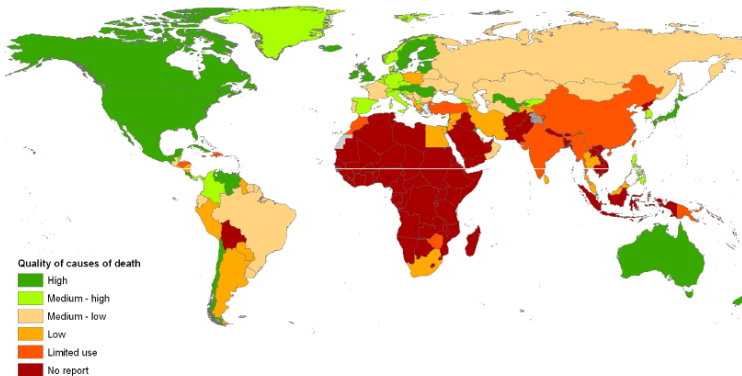 Quality of causes of death
High
Medium - high
Medium - low
Low
Limited use
No report